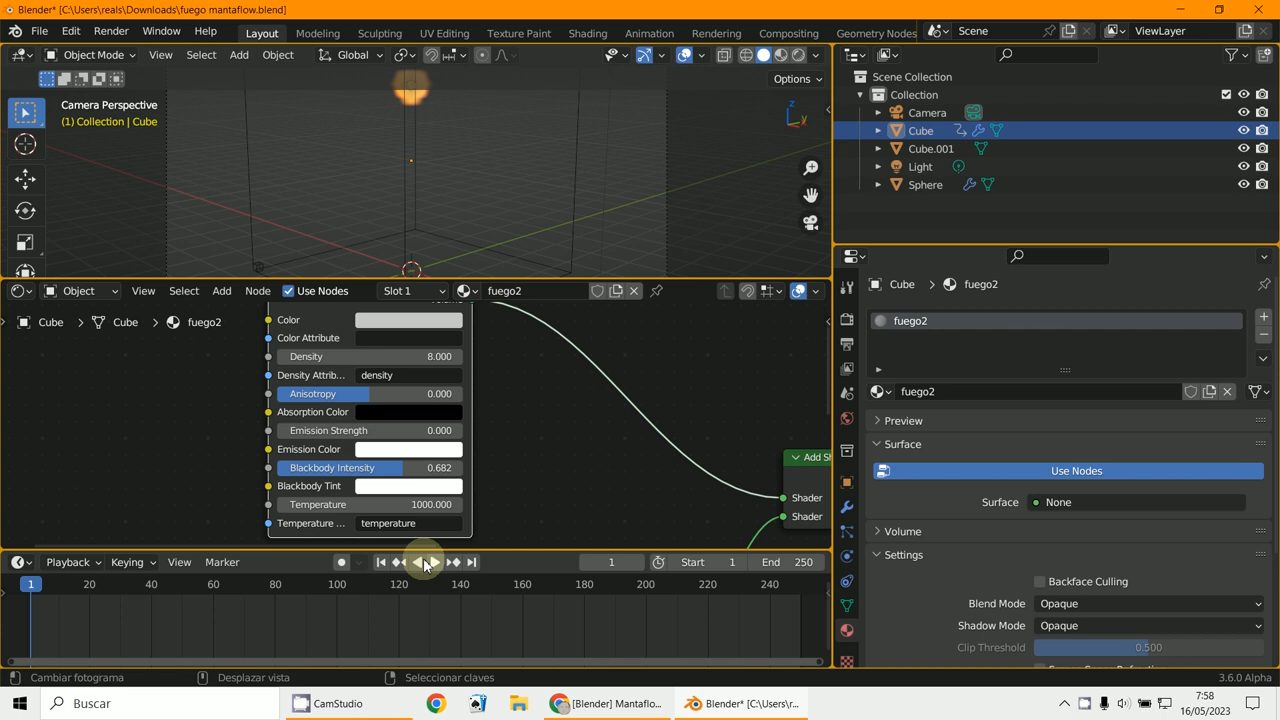 Blender* [C:\Users\reals\Downloads\fuego mantaflow.blend]
File Edit Render Window Help Layout Modeling Sculpting UV Editing Texture Paint Shading Animation Rendering Compositing Geometry Nodes Scene ViewLayer
Object Mode View Select Add Object Global
Options
Camera Perspective
(1) Collection | Cube
Z
Y
Scene Collection
Collection
Camera
Cube
Cube.001
Light
Sphere
Object View Select Add Node Use Nodes Slot 1 fuego2
Cube Cube fuego2
Color
Color Attribute
Density 8.000
Density Attrib... density
Anisotropy 0.000
Absorption Color
Emission Strength 0.000
Emission Color
Blackbody Intensity 0.682
Blackbody Tint
Temperature 1000.000
Temperature ... temperature
Add Sh
Shader
Shader
Cube fuego2
fuego2
fuego2
Preview
Surface
Use Nodes
Surface None
Volume
Settings
Backface Culling
Blend Mode Opaque
Shadow Mode Opaque
Clip Threshold 0.500
Playback Keying View Marker 1 Start 1 End 250
1 20 40 60 80 100 120 140 160 180 200 220 240
Cambiar fotograma Desplazar vista Seleccionar claves 3.6.0 Alpha
Buscar CamStudio [Blender] Mantaflo... Blender* [C:\Users\r...
7:58
16/05/2023